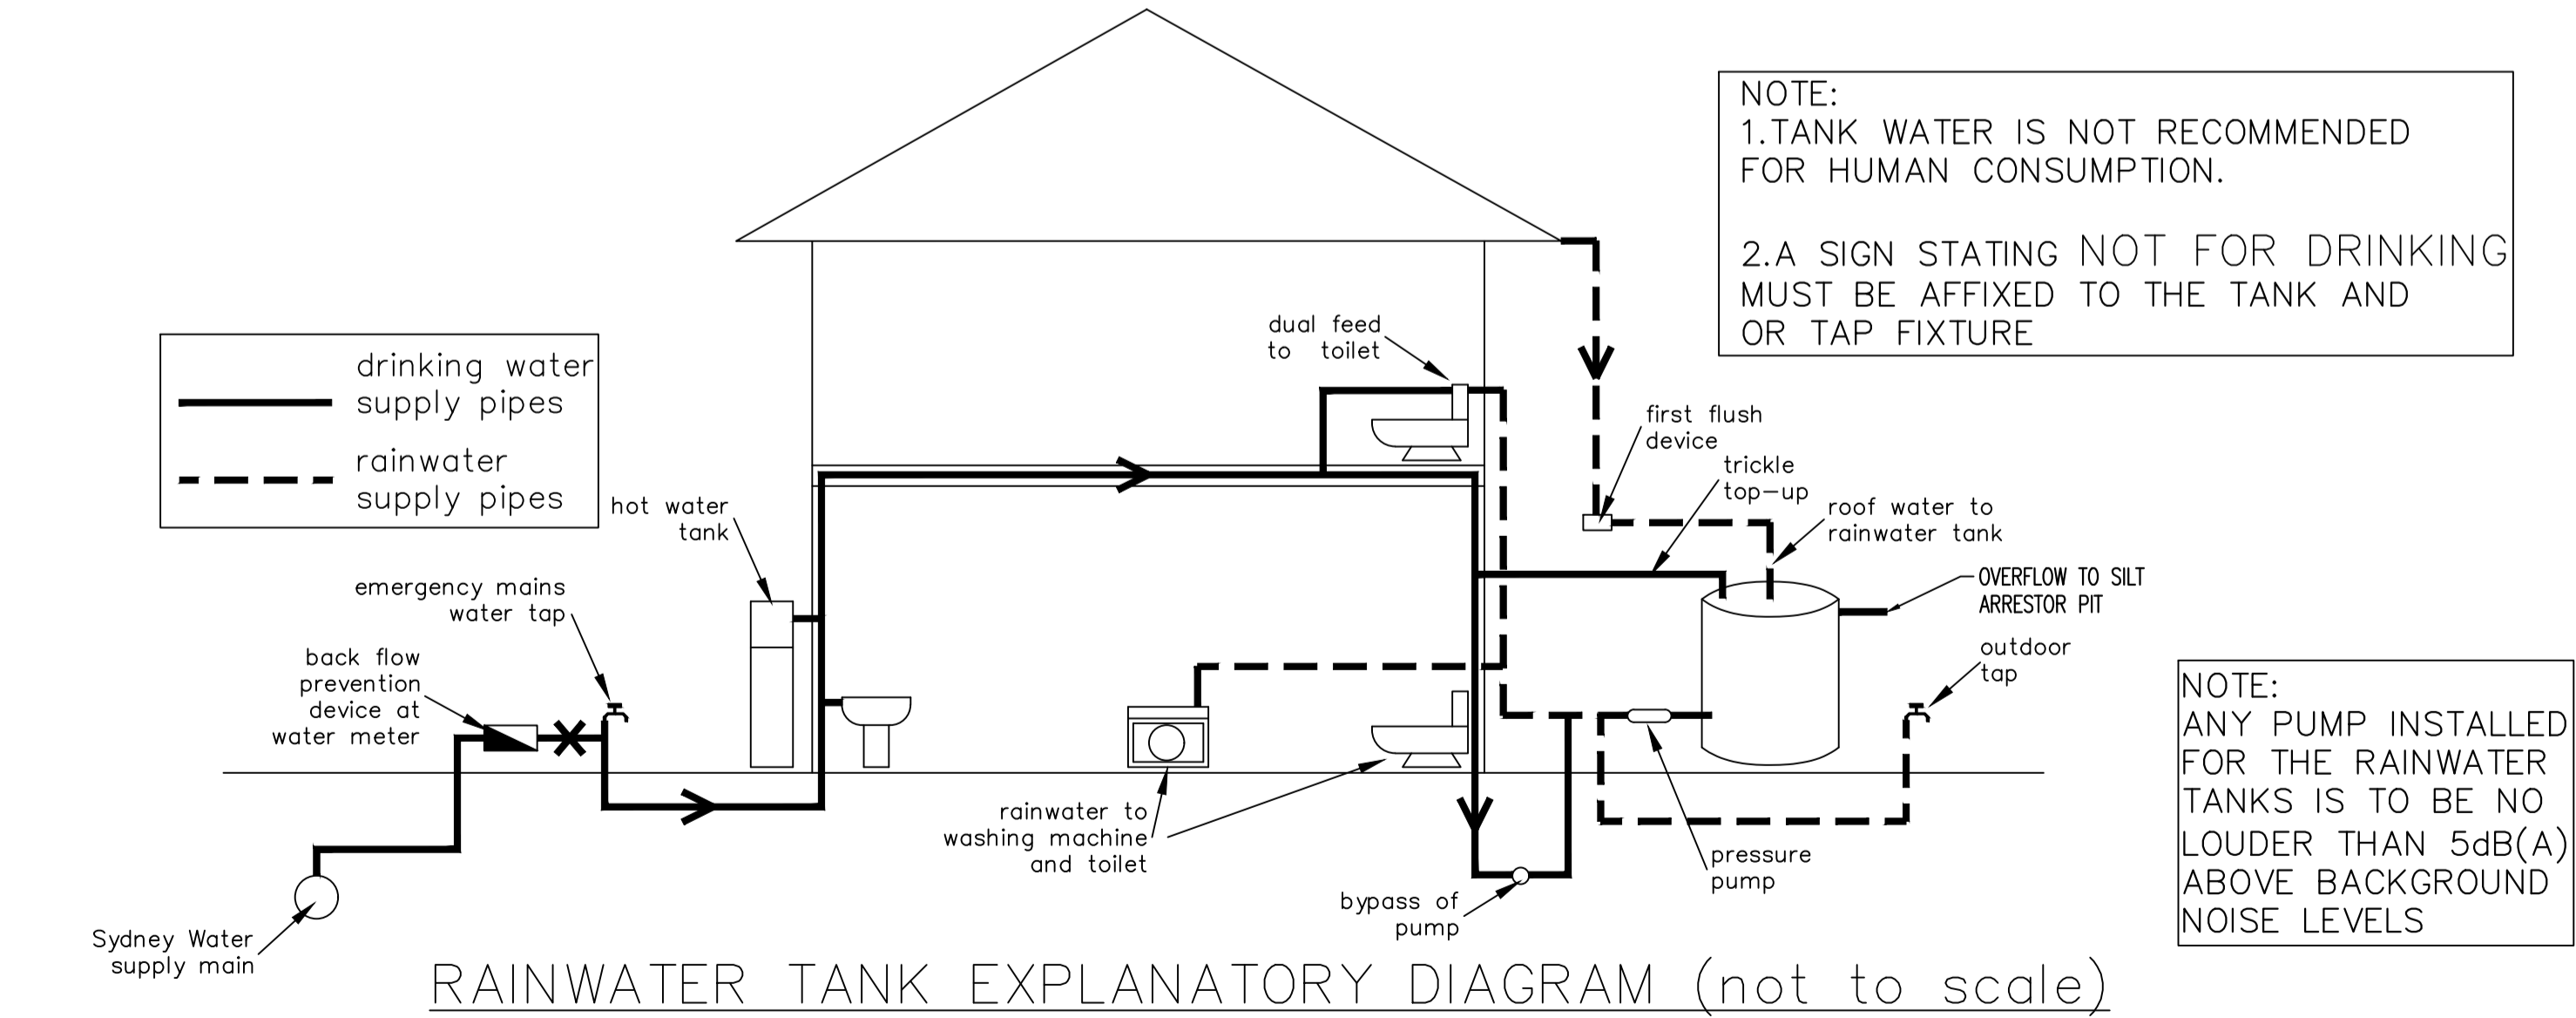 NOTE:
1.TANK WATER IS NOT RECOMMENDED
FOR HUMAN CONSUMPTION.
2.A SIGN STATING NOT FOR DRINKING
MUST BE AFFIXED TO THE TANK AND
OR TAP FIXTURE
drinking water
supply pipes
rainwater
supply pipes
dual feed
to toilet
first flush
device
trickle
top-up
roof water to
rainwater tank
hot water
tank
OVERFLOW TO SILT
ARRESTOR PIT
emergency mains
water tap
outdoor
tap
back flow
prevention
device at
water meter
NOTE:
ANY PUMP INSTALLED
FOR THE RAINWATER
TANKS IS TO BE NO
LOUDER THAN 5dB(A)
ABOVE BACKGROUND
NOISE LEVELS
rainwater to
washing machine
and toilet
pressure
pump
bypass of
pump
Sydney Water
supply main
RAINWATER TANK EXPLANATORY DIAGRAM (not to scale)